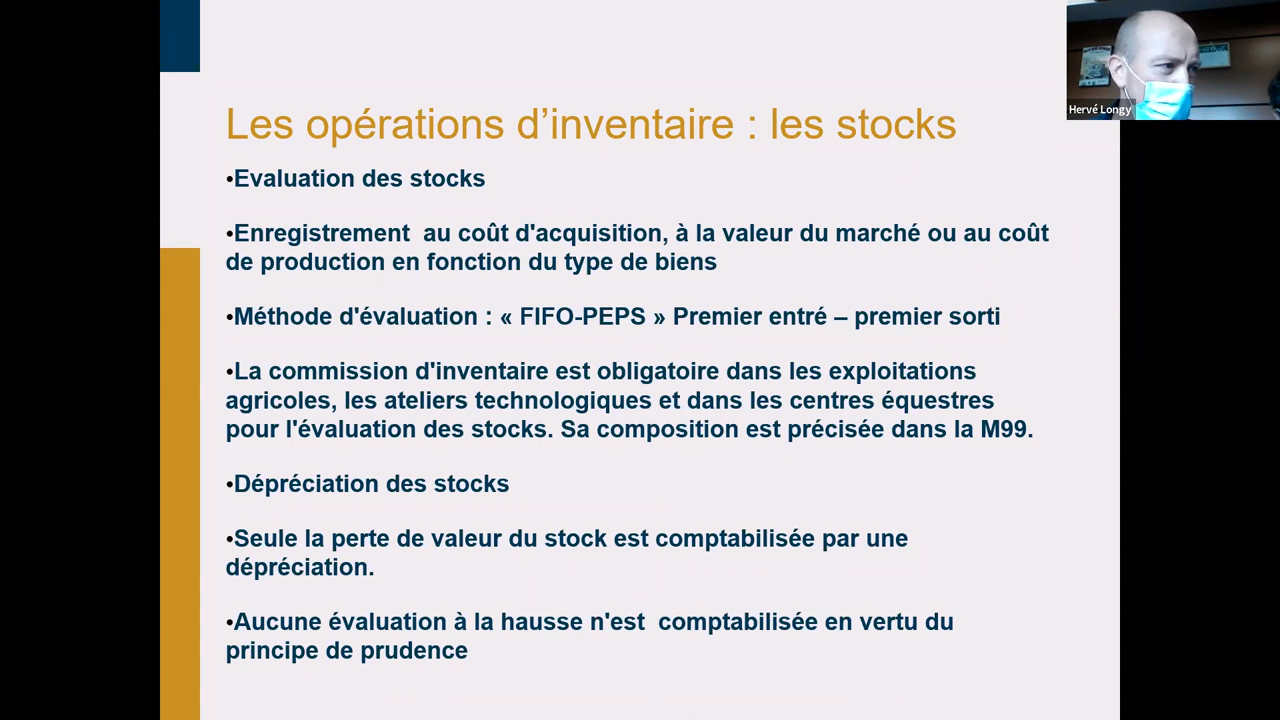 Les opérations d’inventaire : les stocks
•Evaluation des stocks
•Enregistrement  au coût d'acquisition, à la valeur du marché ou au coût
de production en fonction du type de biens
•Méthode d'évaluation : « FIFO-PEPS » Premier entré – premier sorti
•La commission d'inventaire est obligatoire dans les exploitations
agricoles, les ateliers technologiques et dans les centres équestres
pour l'évaluation des stocks. Sa composition est précisée dans la M99.
•Dépréciation des stocks
•Seule la perte de valeur du stock est comptabilisée par une
dépréciation.
•Aucune évaluation à la hausse n'est  comptabilisée en vertu du
principe de prudence
Hervé Longy